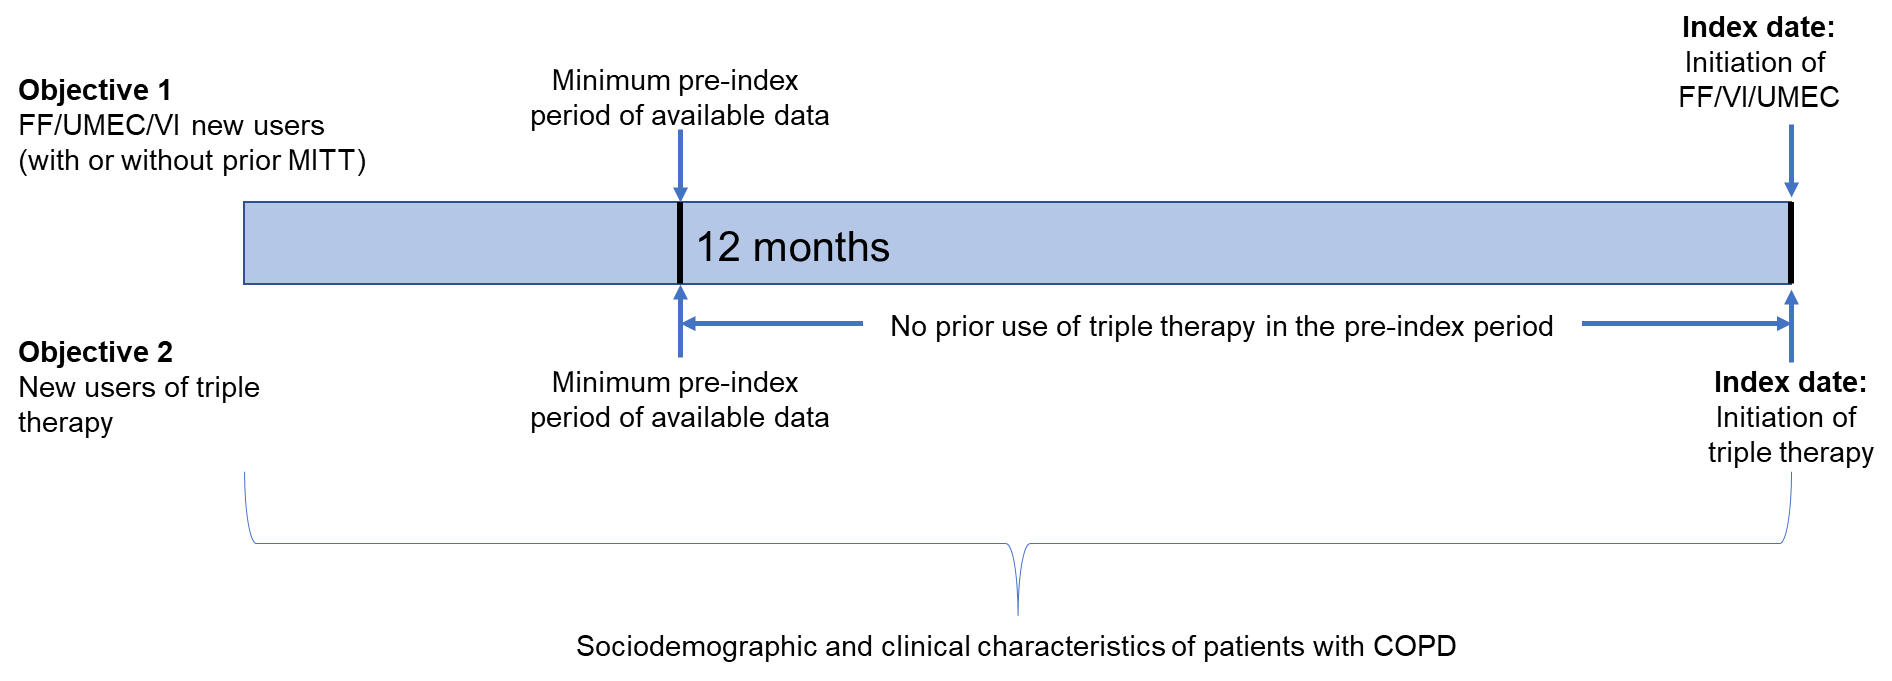 Objective 1
FF/UMEC/VI new users
(with or without prior MITT)
Minimum pre-index
period of available data
Index date:
Initiation of
FF/VI/UMEC
12 months
No prior use of triple therapy in the pre-index period
Objective 2
New users of triple
therapy
Minimum pre-index
period of available data
Index date:
Initiation of
triple therapy
Sociodemographic and clinical characteristics of patients with COPD